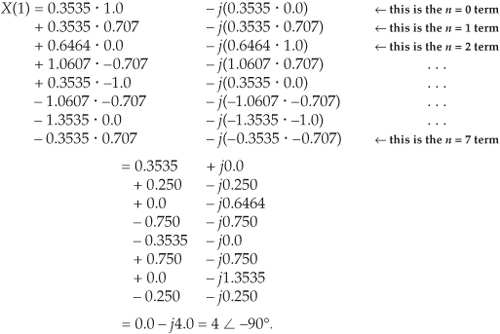 X(1) = 0.3535 · 1.0 – j(0.3535 · 0.0) ← this is the n = 0 term
+ 0.3535 · 0.707 – j(0.3535 · 0.707) ← this is the n = 1 term
+ 0.6464 · 0.0 – j(0.6464 · 1.0) ← this is the n = 2 term
+ 1.0607 · –0.707 – j(1.0607 · 0.707) . . .
+ 0.3535 · –1.0 – j(0.3535 · 0.0) . . .
– 1.0607 · –0.707 – j(–1.0607 · –0.707) . . .
– 1.3535 · 0.0 – j(–1.3535 · –1.0) . . .
– 0.3535 · 0.707 – j(–0.3535 · –0.707) ← this is the n = 7 term
= 0.3535 + j0.0
+ 0.250 – j0.250
+ 0.0 – j0.6464
– 0.750 – j0.750
– 0.3535 – j0.0
+ 0.750 – j0.750
+ 0.0 – j1.3535
– 0.250 – j0.250
= 0.0 – j4.0 = 4 ∠ –90°.